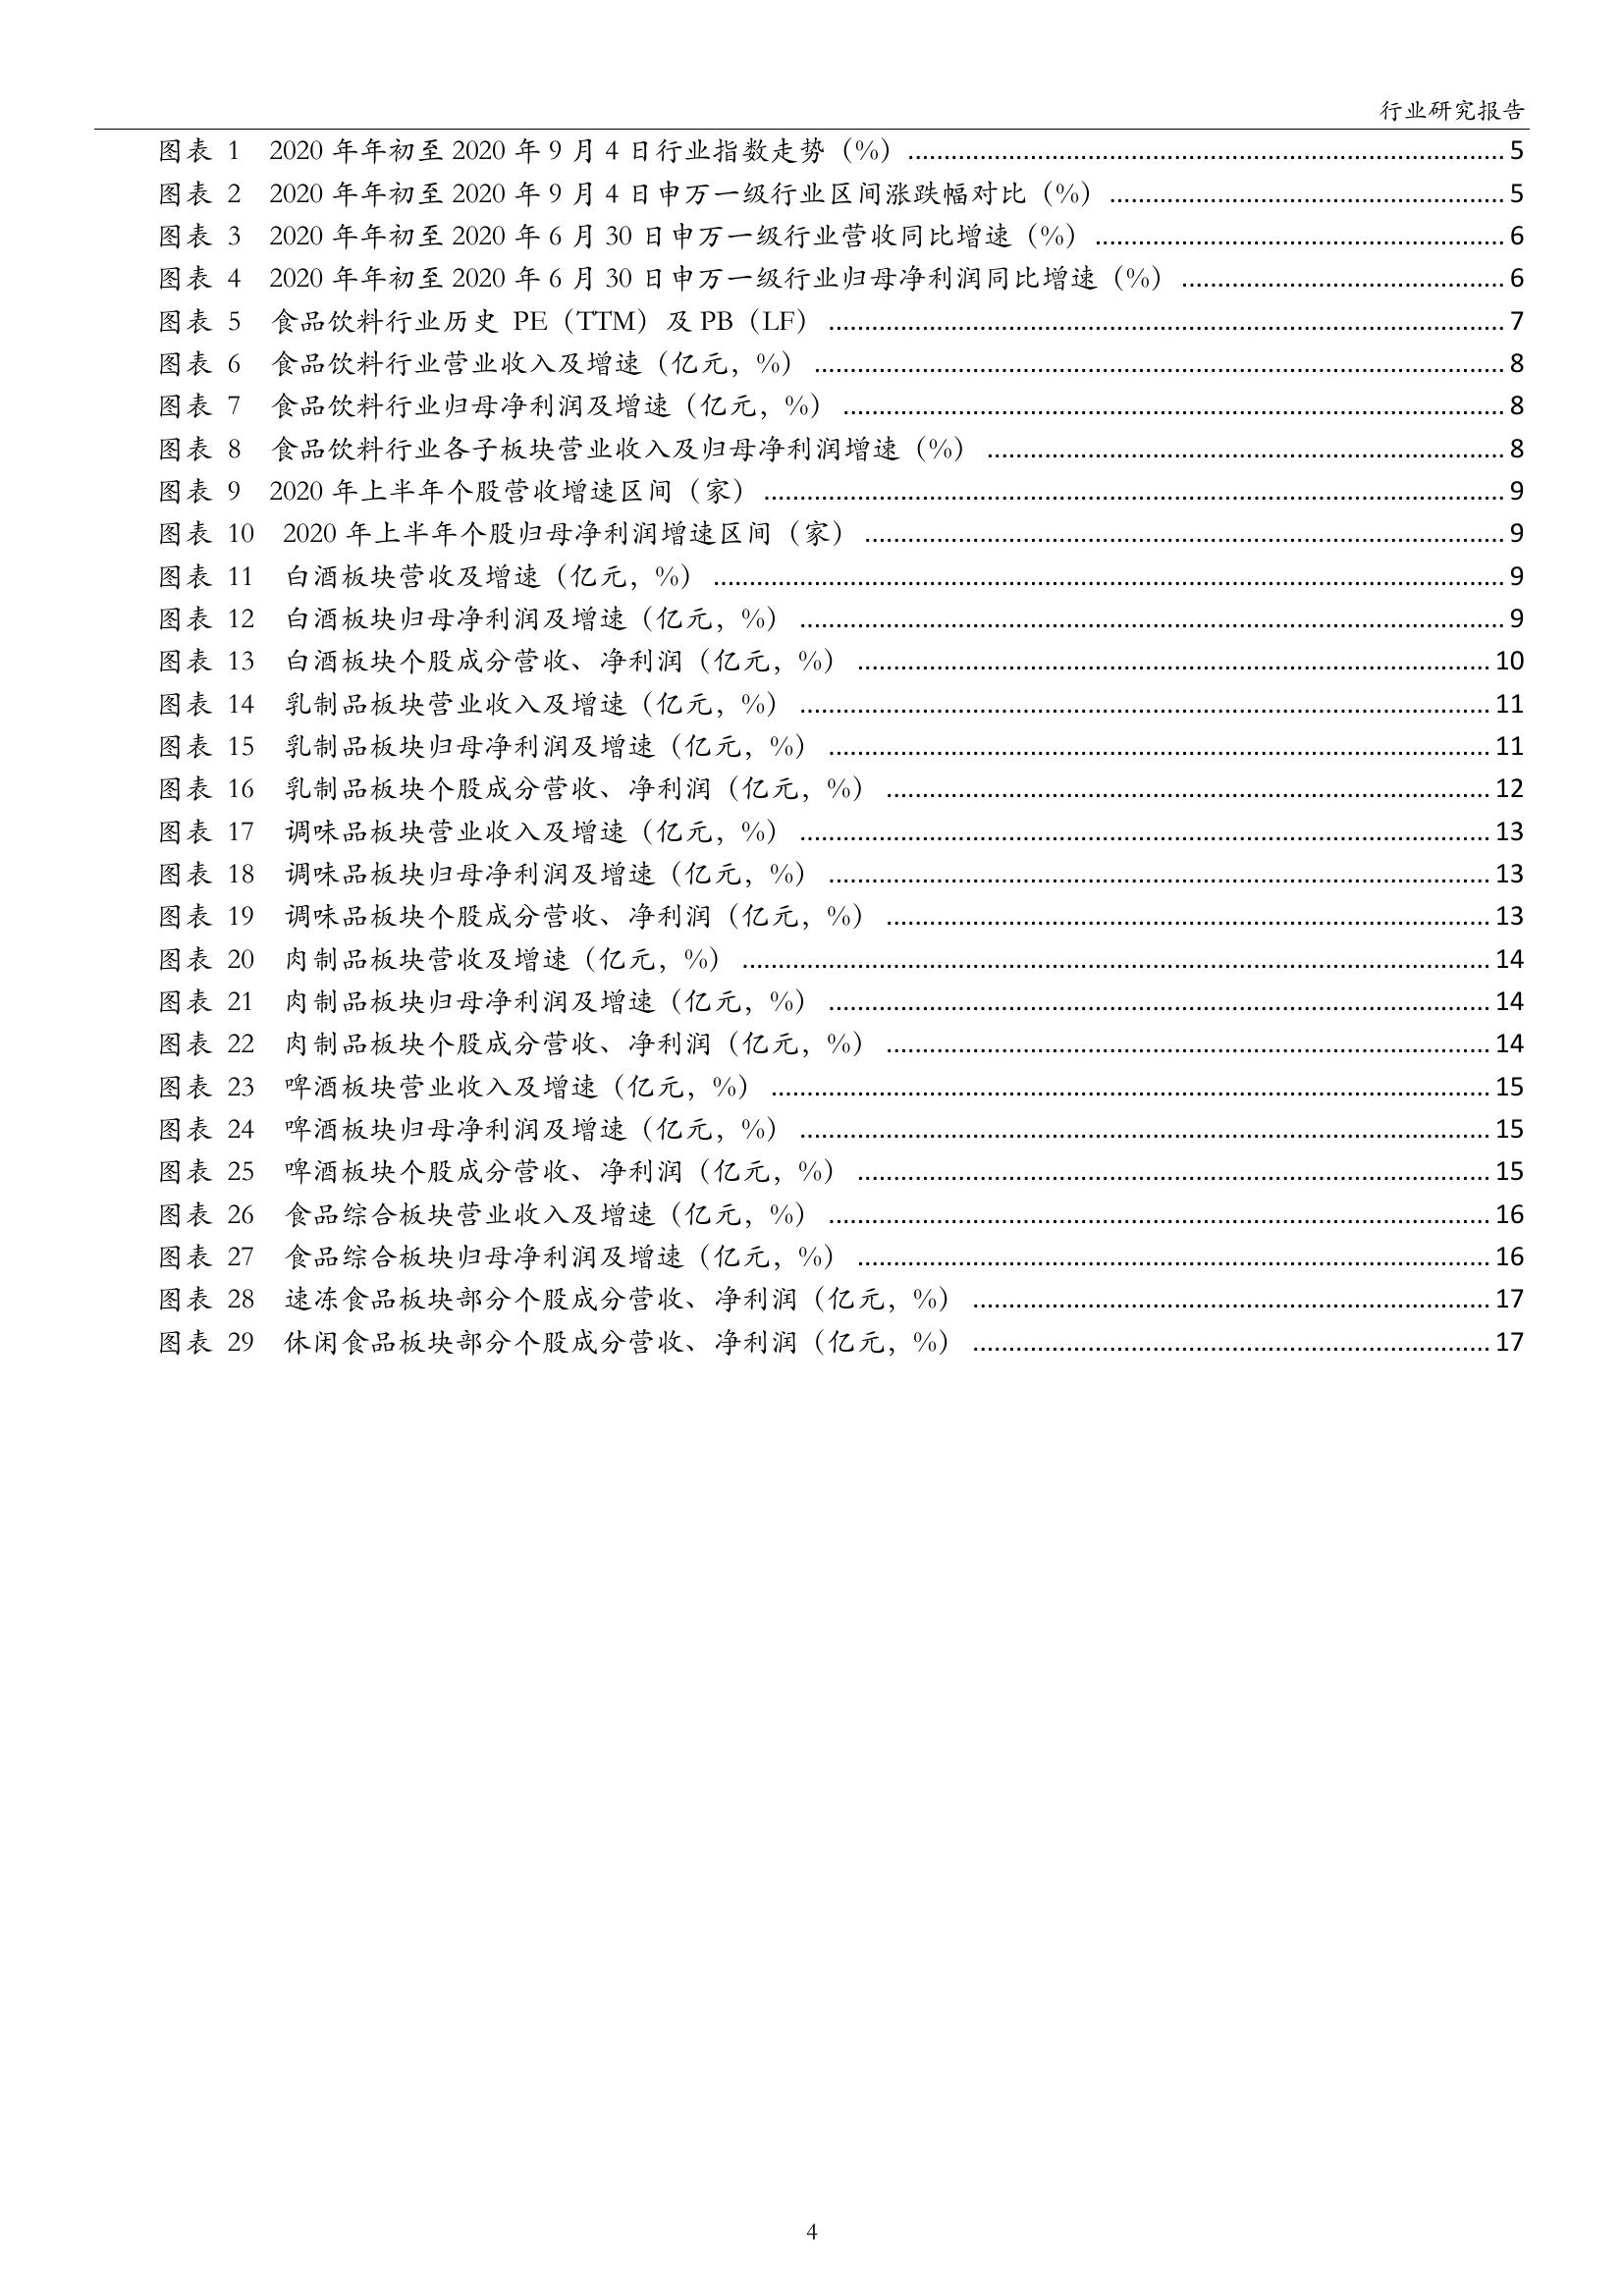 行业研究报告
图表 1 2020 年年初至 2020 年 9 月 4 日行业指数走势（%）.....5
图表 2 2020 年年初至 2020 年 9 月 4 日申万一级行业区间涨跌幅对比（%）.....5
图表 3 2020 年年初至 2020 年 6 月 30 日申万一级行业营收同比增速（%）.....6
图表 4 2020 年年初至 2020 年 6 月 30 日申万一级行业归母净利润同比增速（%）.....6
图表 5 食品饮料行业历史 PE（TTM）及 PB（LF）.....7
图表 6 食品饮料行业营业收入及增速（亿元，%）.....8
图表 7 食品饮料行业归母净利润及增速（亿元，%）.....8
图表 8 食品饮料行业各子板块营业收入及归母净利润增速（%）.....8
图表 9 2020 年上半年个股营收增速区间（家）.....9
图表 10 2020 年上半年个股归母净利润增速区间（家）.....9
图表 11 白酒板块营收及增速（亿元，%）.....9
图表 12 白酒板块归母净利润及增速（亿元，%）.....9
图表 13 白酒板块个股成分营收、净利润（亿元，%）.....10
图表 14 乳制品板块营业收入及增速（亿元，%）.....11
图表 15 乳制品板块归母净利润及增速（亿元，%）.....11
图表 16 乳制品板块个股成分营收、净利润（亿元，%）.....12
图表 17 调味品板块营业收入及增速（亿元，%）.....13
图表 18 调味品板块归母净利润及增速（亿元，%）.....13
图表 19 调味品板块个股成分营收、净利润（亿元，%）.....13
图表 20 肉制品板块营收及增速（亿元，%）.....14
图表 21 肉制品板块归母净利润及增速（亿元，%）.....14
图表 22 肉制品板块个股成分营收、净利润（亿元，%）.....14
图表 23 啤酒板块营业收入及增速（亿元，%）.....15
图表 24 啤酒板块归母净利润及增速（亿元，%）.....15
图表 25 啤酒板块个股成分营收、净利润（亿元，%）.....15
图表 26 食品综合板块营业收入及增速（亿元，%）.....16
图表 27 食品综合板块归母净利润及增速（亿元，%）.....16
图表 28 速冻食品板块部分个股成分营收、净利润（亿元，%）.....17
图表 29 休闲食品板块部分个股成分营收、净利润（亿元，%）.....17
4